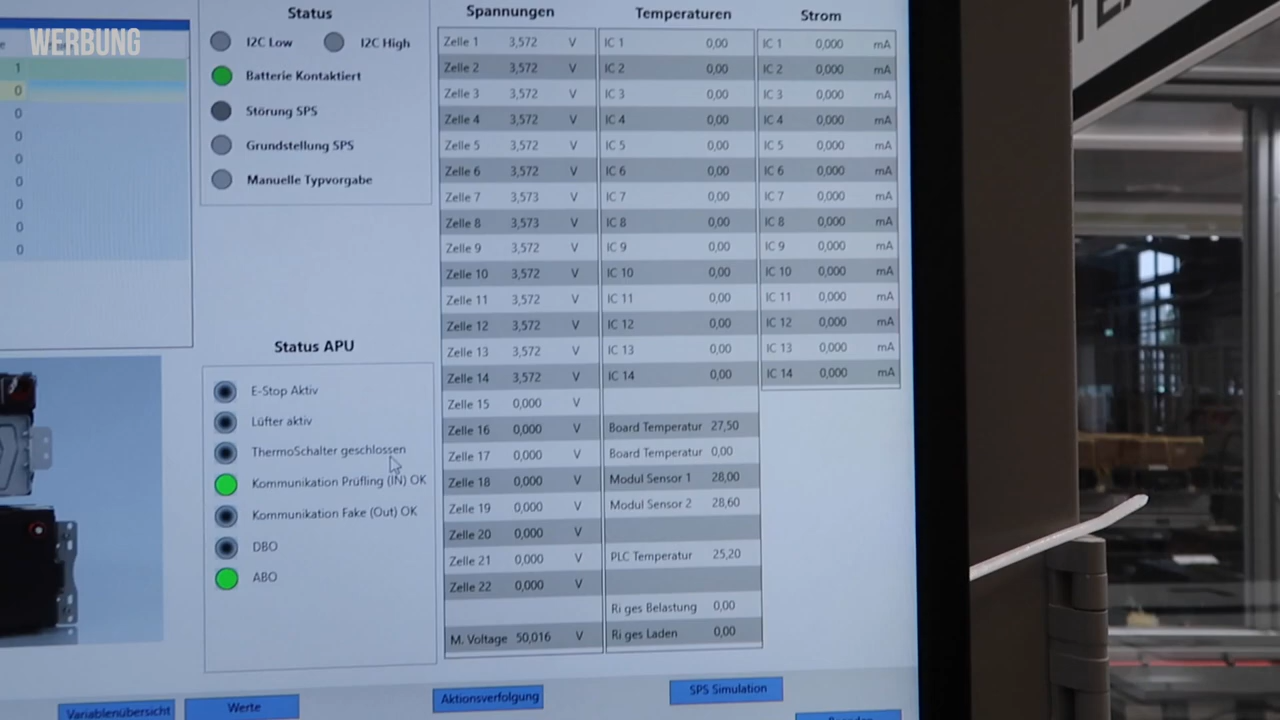 WERBUNG
1
0
0
0
0
0
0
0
0
Status
I2C Low I2C High
Batterie Kontaktiert
Störung SPS
Grundstellung SPS
Manuelle Typvorgabe
Status APU
E-Stop Aktiv
Lüfter aktiv
ThermoSchalter geschlossen
Kommunikation Prüfling (IN) OK
Kommunikation Fake (Out) OK
DBO
ABO
Spannungen
Zelle 1 3,572 V
Zelle 2 3,572 V
Zelle 3 3,572 V
Zelle 4 3,572 V
Zelle 5 3,572 V
Zelle 6 3,572 V
Zelle 7 3,573 V
Zelle 8 3,573 V
Zelle 9 3,572 V
Zelle 10 3,572 V
Zelle 11 3,572 V
Zelle 12 3,572 V
Zelle 13 3,572 V
Zelle 14 3,572 V
Zelle 15 0,000 V
Zelle 16 0,000 V
Zelle 17 0,000 V
Zelle 18 0,000 V
Zelle 19 0,000 V
Zelle 20 0,000 V
Zelle 21 0,000 V
Zelle 22 0,000 V
M. Voltage 50,016 V
Temperaturen
IC 1 0,00
IC 2 0,00
IC 3 0,00
IC 4 0,00
IC 5 0,00
IC 6 0,00
IC 7 0,00
IC 8 0,00
IC 9 0,00
IC 10 0,00
IC 11 0,00
IC 12 0,00
IC 13 0,00
IC 14 0,00
Board Temperatur 27,50
Board Temperatur 0,00
Modul Sensor 1 28,00
Modul Sensor 2 28,60
PLC Temperatur 25,20
Ri ges Belastung 0,00
Ri ges Laden 0,00
Strom
IC 1 0,000 mA
IC 2 0,000 mA
IC 3 0,000 mA
IC 4 0,000 mA
IC 5 0,000 mA
IC 6 0,000 mA
IC 7 0,000 mA
IC 8 0,000 mA
IC 9 0,000 mA
IC 10 0,000 mA
IC 11 0,000 mA
IC 12 0,000 mA
IC 13 0,000 mA
IC 14 0,000 mA
Variablenübersicht
Werte
Aktionsverfolgung
SPS Simulation